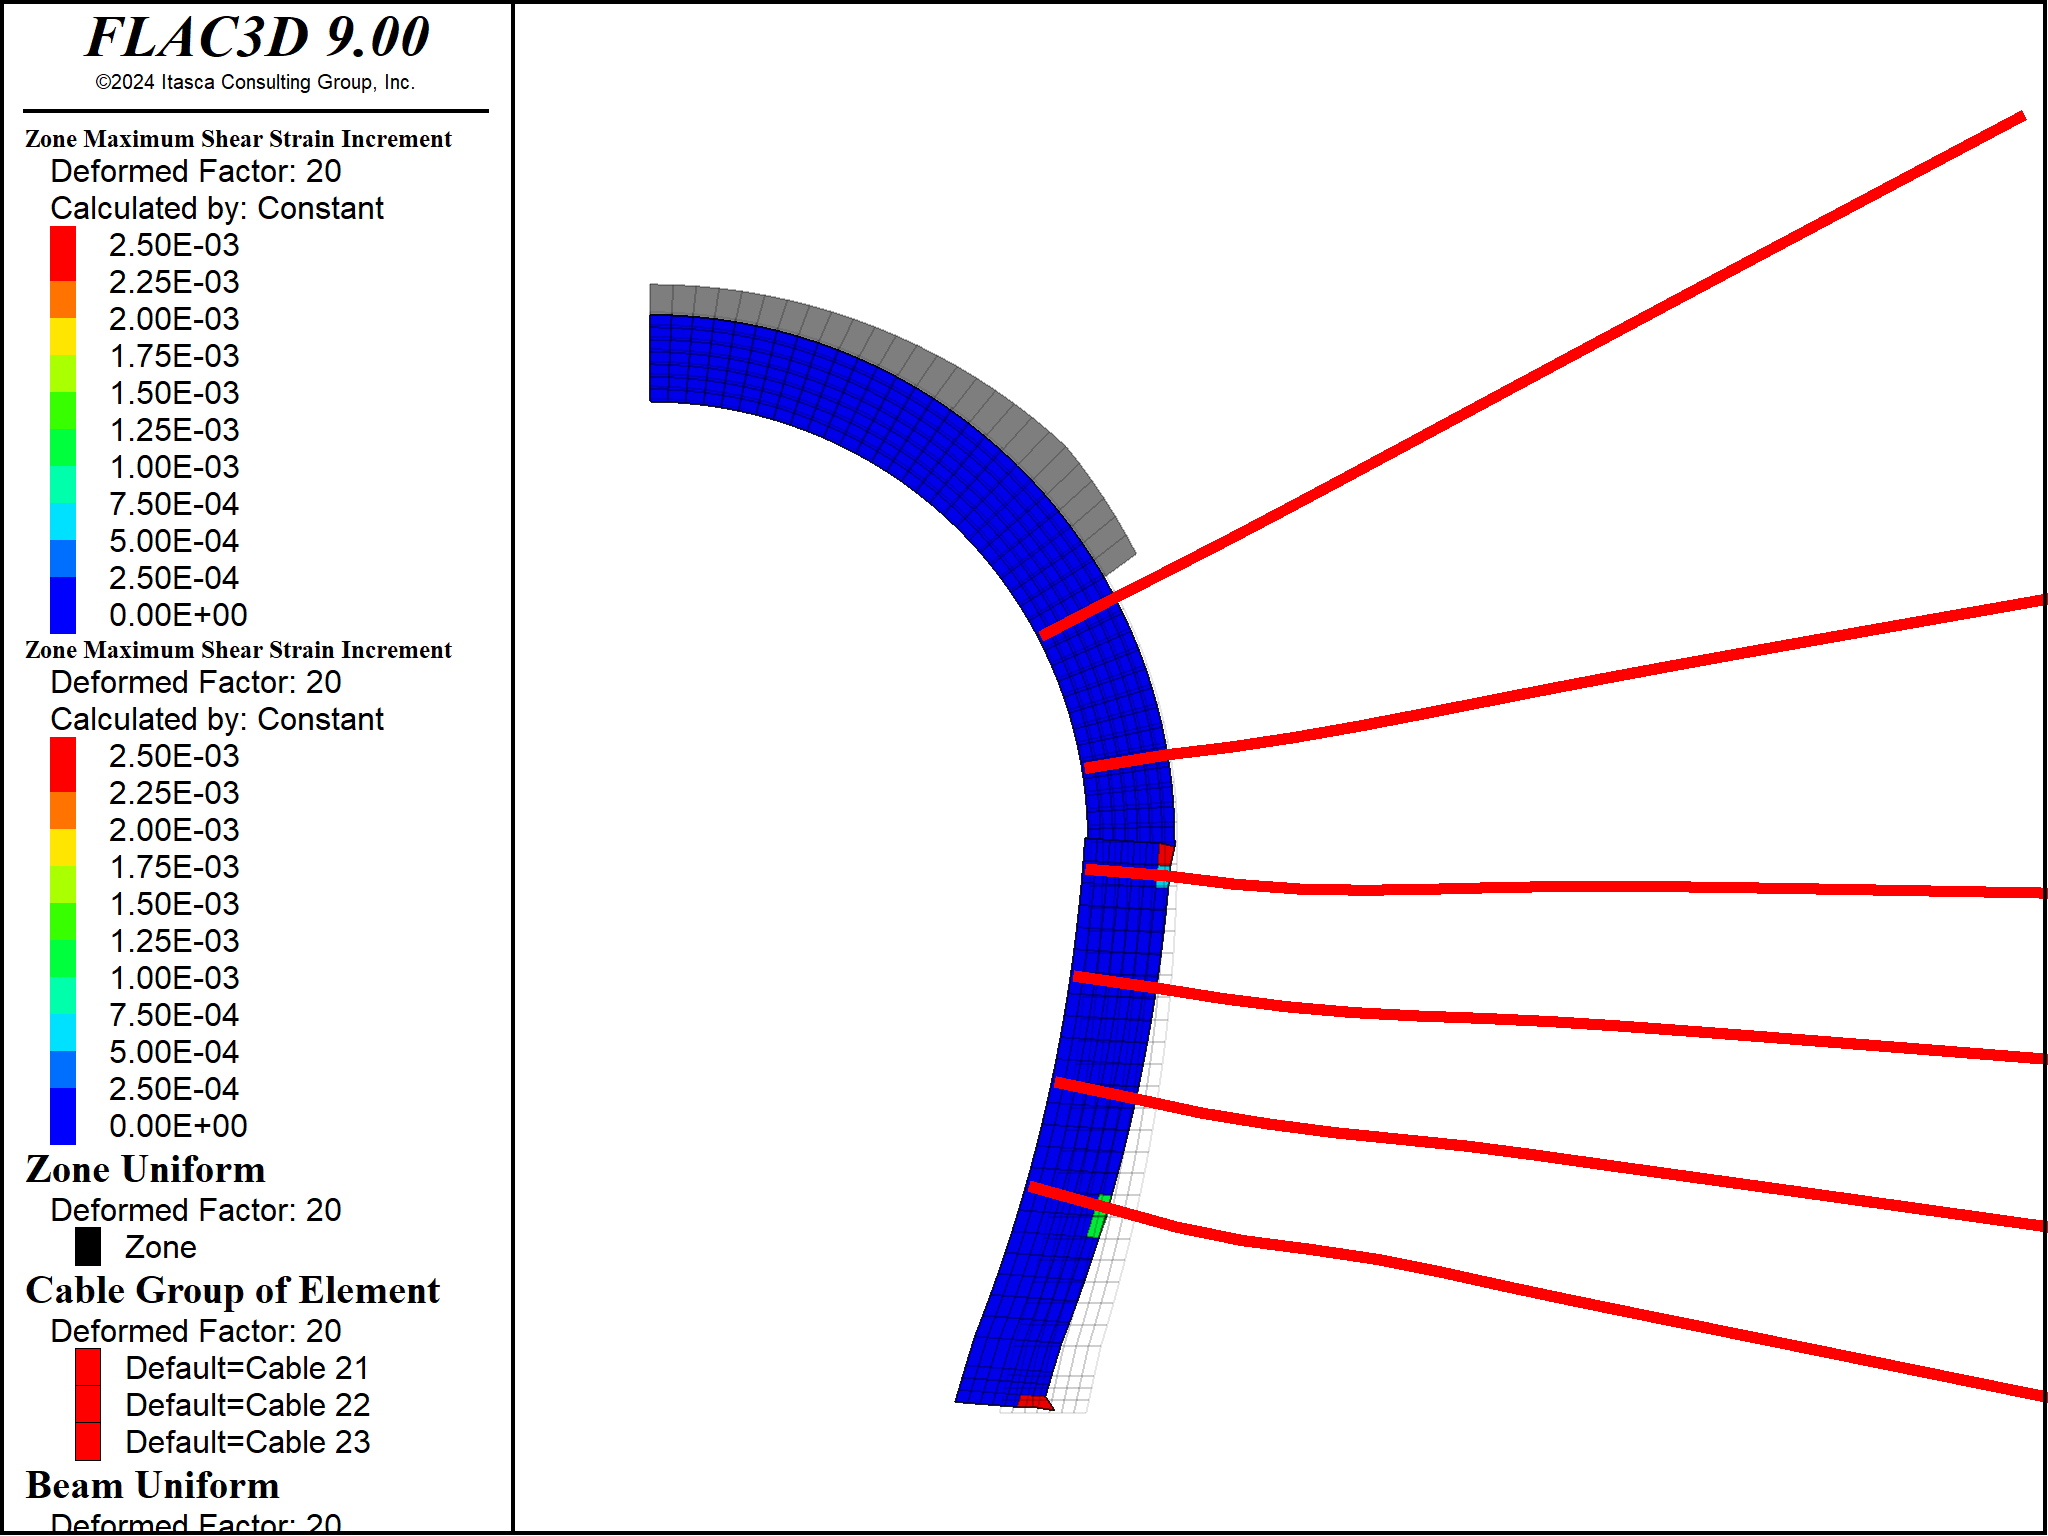 FLAC3D 9.00
©2024 Itasca Consulting Group, Inc.
Zone Maximum Shear Strain Increment
Deformed Factor: 20
Calculated by: Constant
2.50E-03
2.25E-03
2.00E-03
1.75E-03
1.50E-03
1.25E-03
1.00E-03
7.50E-04
5.00E-04
2.50E-04
0.00E+00
Zone Maximum Shear Strain Increment
Deformed Factor: 20
Calculated by: Constant
2.50E-03
2.25E-03
2.00E-03
1.75E-03
1.50E-03
1.25E-03
1.00E-03
7.50E-04
5.00E-04
2.50E-04
0.00E+00
Zone Uniform
Deformed Factor: 20
Zone
Cable Group of Element
Deformed Factor: 20
Default=Cable 21
Default=Cable 22
Default=Cable 23
Beam Uniform
Deformed Factor: 20